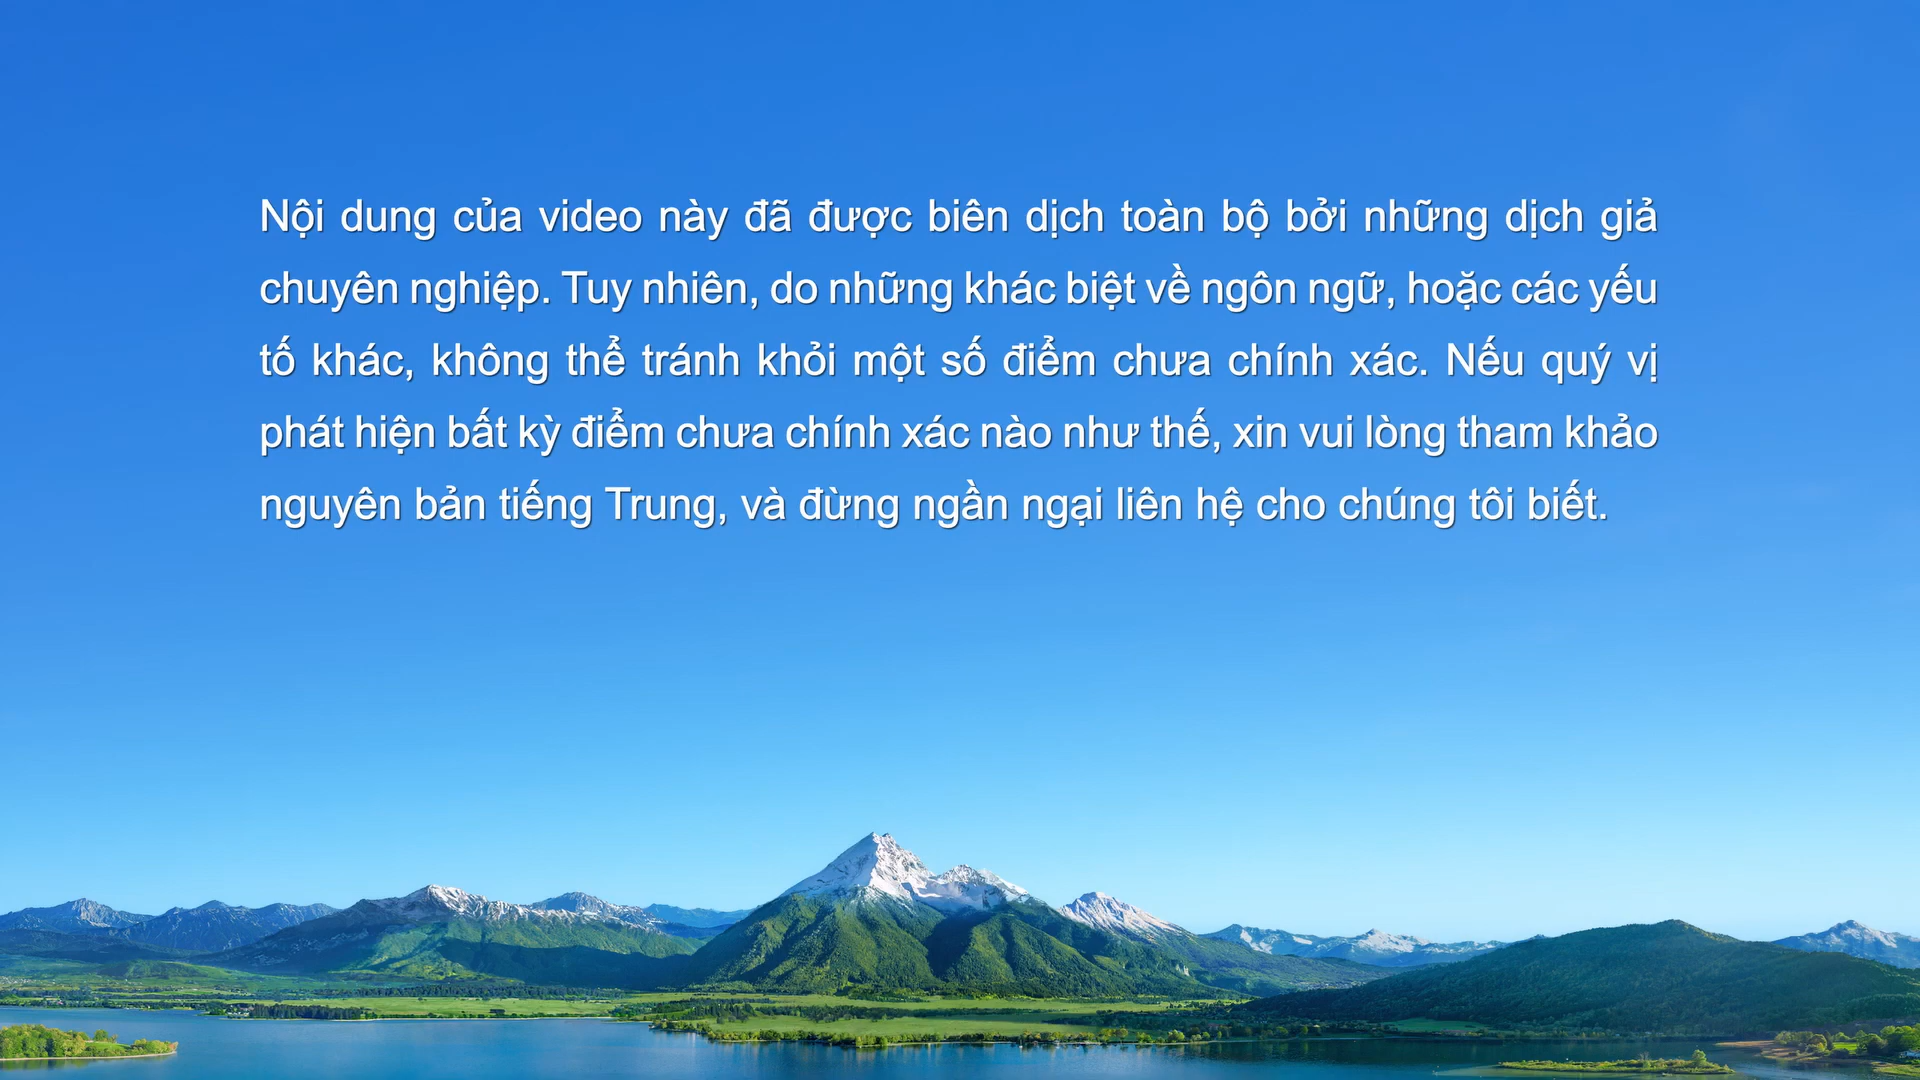 Nội dung của video này đã được biên dịch toàn bộ bởi những dịch giả
chuyên nghiệp. Tuy nhiên, do những khác biệt về ngôn ngữ, hoặc các yếu
tố khác, không thể tránh khỏi một số điểm chưa chính xác. Nếu quý vị
phát hiện bất kỳ điểm chưa chính xác nào như thế, xin vui lòng tham khảo
nguyên bản tiếng Trung, và đừng ngần ngại liên hệ cho chúng tôi biết.